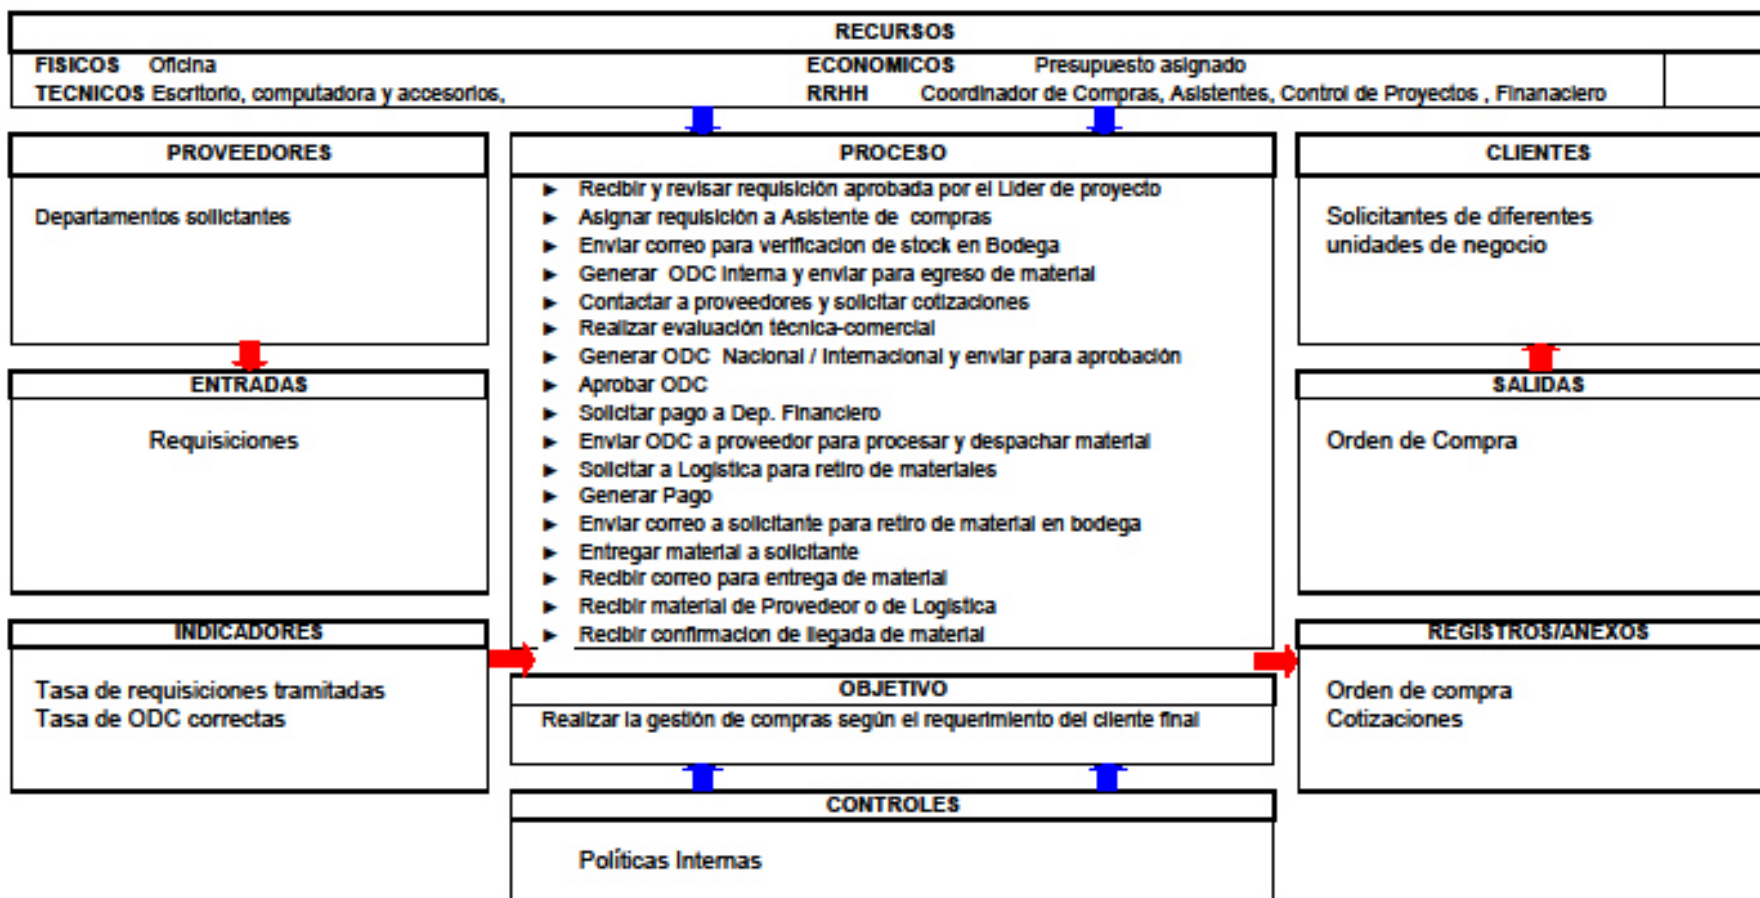 RECURSOS
FISICOS Oficina
ECONOMICOS Presupuesto asignado
TECNICOS Escritorio, computadora y accesorios,
RRHH Coordinador de Compras, Asistentes, Control de Proyectos , Finanaciero
PROVEEDORES
Departamentos solicitantes
ENTRADAS
Requisiciones
INDICADORES
Tasa de requisiciones tramitadas
Tasa de ODC correctas
PROCESO
► Recibir y revisar requisición aprobada por el Lider de proyecto
► Asignar requisición a Asistente de compras
► Enviar correo para verificacion de stock en Bodega
► Generar ODC Interna y enviar para egreso de material
► Contactar a proveedores y solicitar cotizaciones
► Realizar evaluación técnica-comercial
► Generar ODC Nacional / Internacional y enviar para aprobación
► Aprobar ODC
► Solicitar pago a Dep. Financiero
► Enviar ODC a proveedor para procesar y despachar material
► Solicitar a Logistica para retiro de materiales
► Generar Pago
► Enviar correo a solicitante para retiro de material en bodega
► Entregar material a solicitante
► Recibir correo para entrega de material
► Recibir material de Provedeor o de Logistica
► Recibir confirmacion de llegada de material
OBJETIVO
Realizar la gestión de compras según el requerimiento del cliente final
CONTROLES
Políticas Internas
CLIENTES
Solicitantes de diferentes
unidades de negocio
SALIDAS
Orden de Compra
REGISTROS/ANEXOS
Orden de compra
Cotizaciones